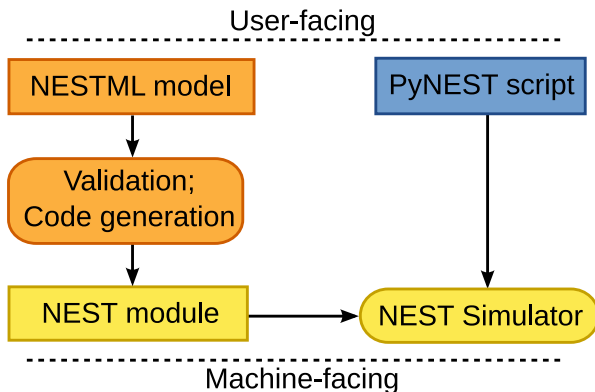 User-facing
NESTML model
PyNEST script
Validation;
Code generation
NEST module
NEST Simulator
Machine-facing